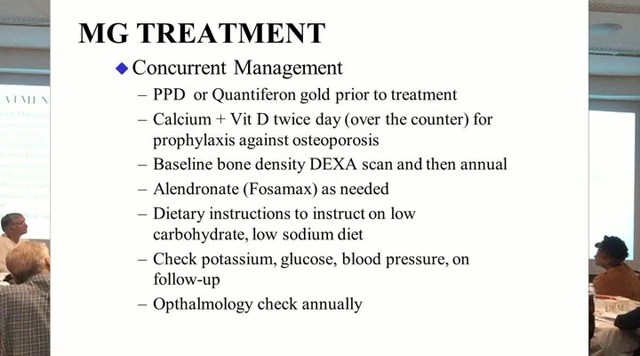 MG TREATMENT
◆ Concurrent Management
– PPD or Quantiferon gold prior to treatment
– Calcium + Vit D twice day (over the counter) for
prophylaxis against osteoporosis
– Baseline bone density DEXA scan and then annual
– Alendronate (Fosamax) as needed
– Dietary instructions to instruct on low
carbohydrate, low sodium diet
– Check potassium, glucose, blood pressure, on
follow-up
– Opthalmology check annually